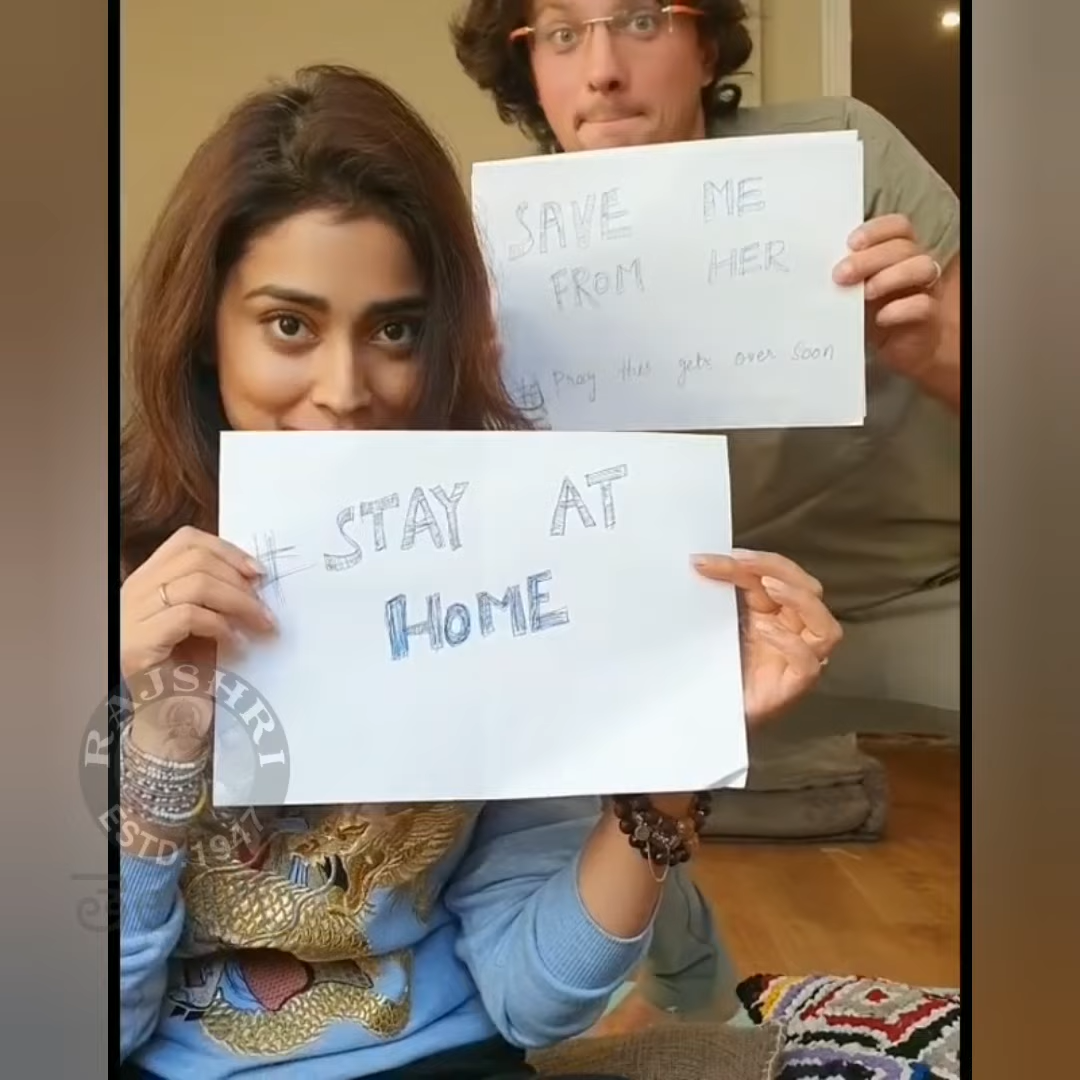 SAVE ME
FROM HER
# Pray this gets over soon
# STAY AT
HOME
RAJSHRI
ESTD. 1947